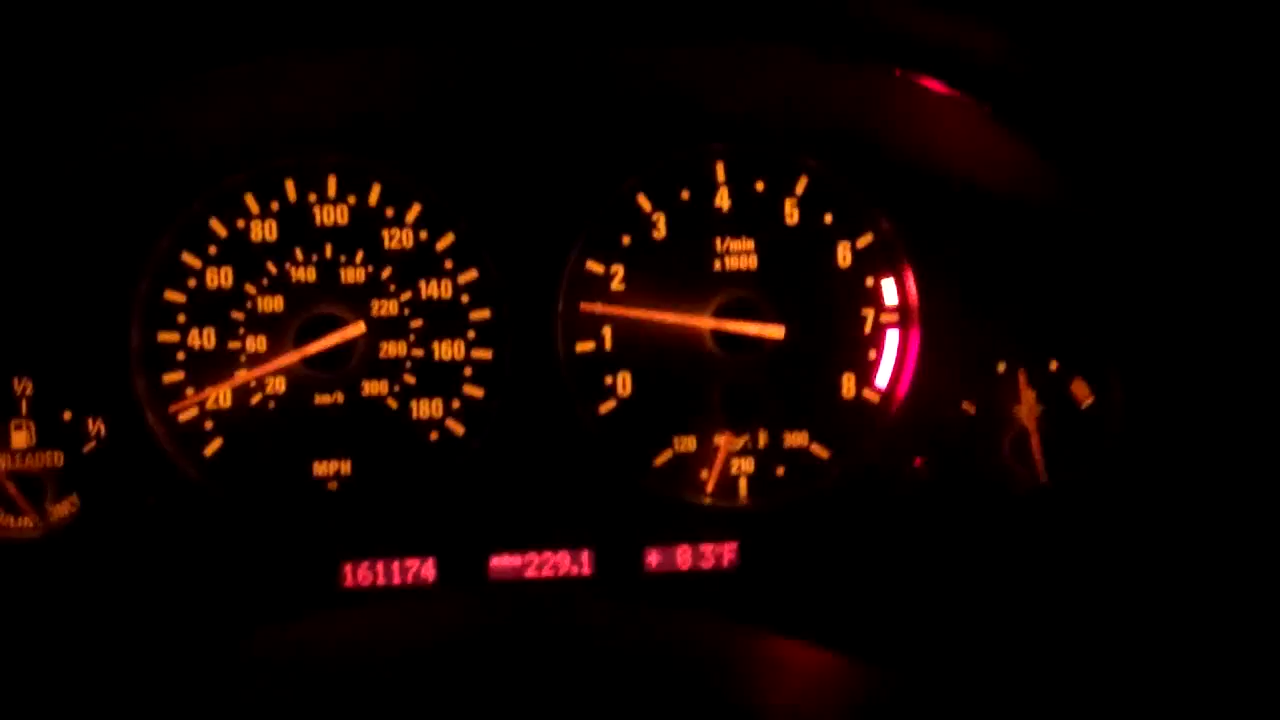 80 100 120
60 140
40 160
20 180
140 180
100 220
60 260
20 300
km/h
MPH
3 4 5
2 6
1 7
0 8
1/min
x1000
120 210 300
1/2
1/1
UNLEADED
161174 229.1 + 83°F